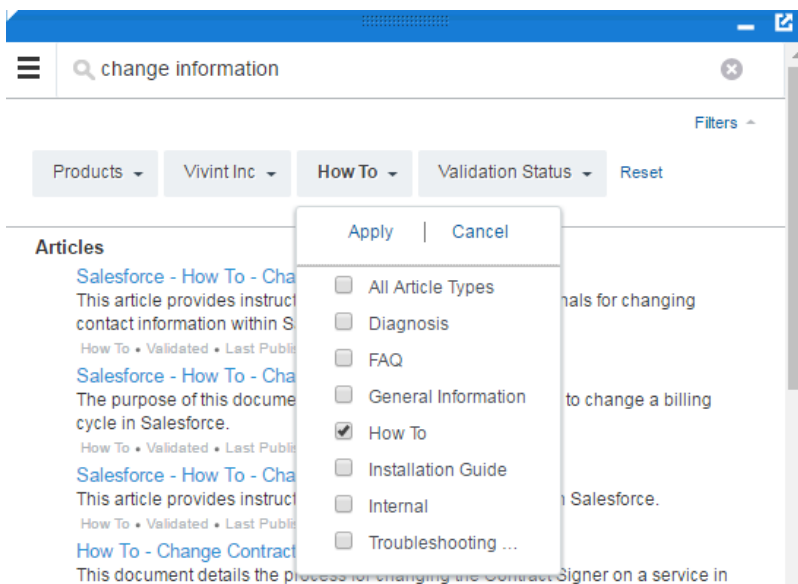 change information
Filters
Products
Vivint Inc
How To
Validation Status
Reset
Apply | Cancel
All Article Types
Diagnosis
FAQ
General Information
How To
Installation Guide
Internal
Troubleshooting ...
Articles
Salesforce - How To - Cha
This article provides instruct nals for changing
contact information within S
How To • Validated • Last Publis
Salesforce - How To - Cha
The purpose of this docume to change a billing
cycle in Salesforce.
How To • Validated • Last Publis
Salesforce - How To - Cha
This article provides instruct Salesforce.
How To • Validated • Last Publis
How To - Change Contract
This document details the process for changing the Contract Signer on a service in